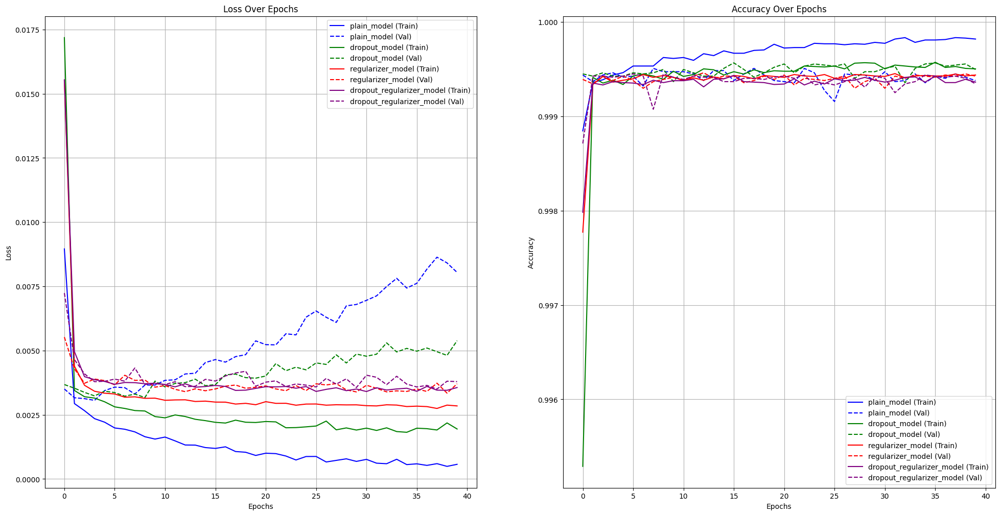 Loss Over Epochs
0.0175
0.0150
0.0125
0.0100
0.0075
0.0050
0.0025
0.0000
Loss
0 5 10 15 20 25 30 35 40
Epochs
plain_model (Train)
plain_model (Val)
dropout_model (Train)
dropout_model (Val)
regularizer_model (Train)
regularizer_model (Val)
dropout_regularizer_model (Train)
dropout_regularizer_model (Val)
Accuracy Over Epochs
1.000
0.999
0.998
0.997
0.996
Accuracy
0 5 10 15 20 25 30 35 40
Epochs
plain_model (Train)
plain_model (Val)
dropout_model (Train)
dropout_model (Val)
regularizer_model (Train)
regularizer_model (Val)
dropout_regularizer_model (Train)
dropout_regularizer_model (Val)